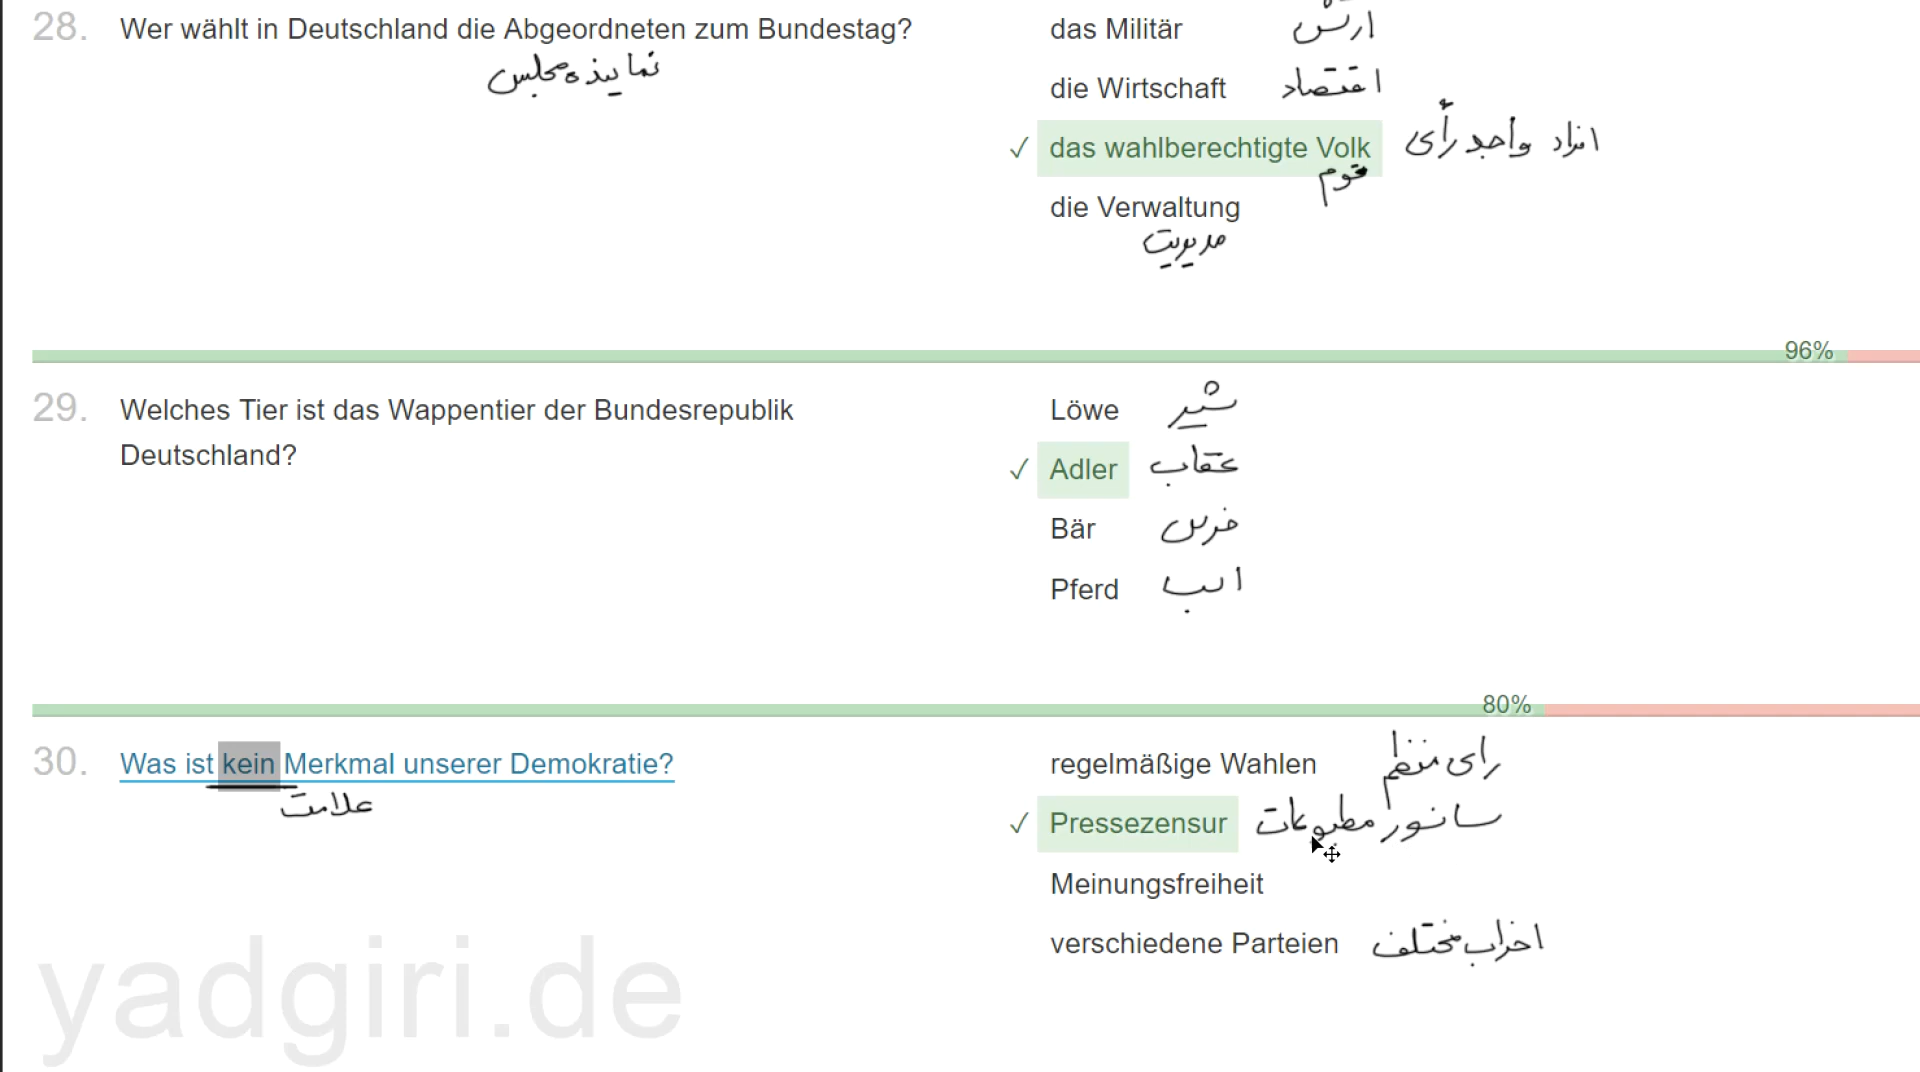 28. Wer wählt in Deutschland die Abgeordneten zum Bundestag?
نماینده مجلس
das Militär ارتش
die Wirtschaft اقتصاد
✓ das wahlberechtigte Volk افراد واجد رأی
قوم
die Verwaltung
مدیریت
96%
29. Welches Tier ist das Wappentier der Bundesrepublik
Deutschland?
Löwe شیر
✓ Adler عقاب
Bär خرس
Pferd اسب
80%
30. Was ist kein Merkmal unserer Demokratie?
علامت
regelmäßige Wahlen رای منظم
✓ Pressezensur سانسور مطبوعات
Meinungsfreiheit
verschiedene Parteien احزاب مختلف
yadgiri.de